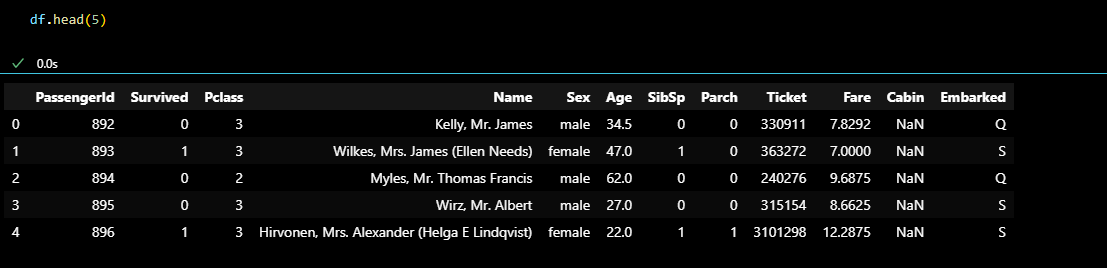 df.head(5)
0.0s
PassengerId Survived Pclass Name Sex Age SibSp Parch Ticket Fare Cabin Embarked
0 892 0 3 Kelly, Mr. James male 34.5 0 0 330911 7.8292 NaN Q
1 893 1 3 Wilkes, Mrs. James (Ellen Needs) female 47.0 1 0 363272 7.0000 NaN S
2 894 0 2 Myles, Mr. Thomas Francis male 62.0 0 0 240276 9.6875 NaN Q
3 895 0 3 Wirz, Mr. Albert male 27.0 0 0 315154 8.6625 NaN S
4 896 1 3 Hirvonen, Mrs. Alexander (Helga E Lindqvist) female 22.0 1 1 3101298 12.2875 NaN S